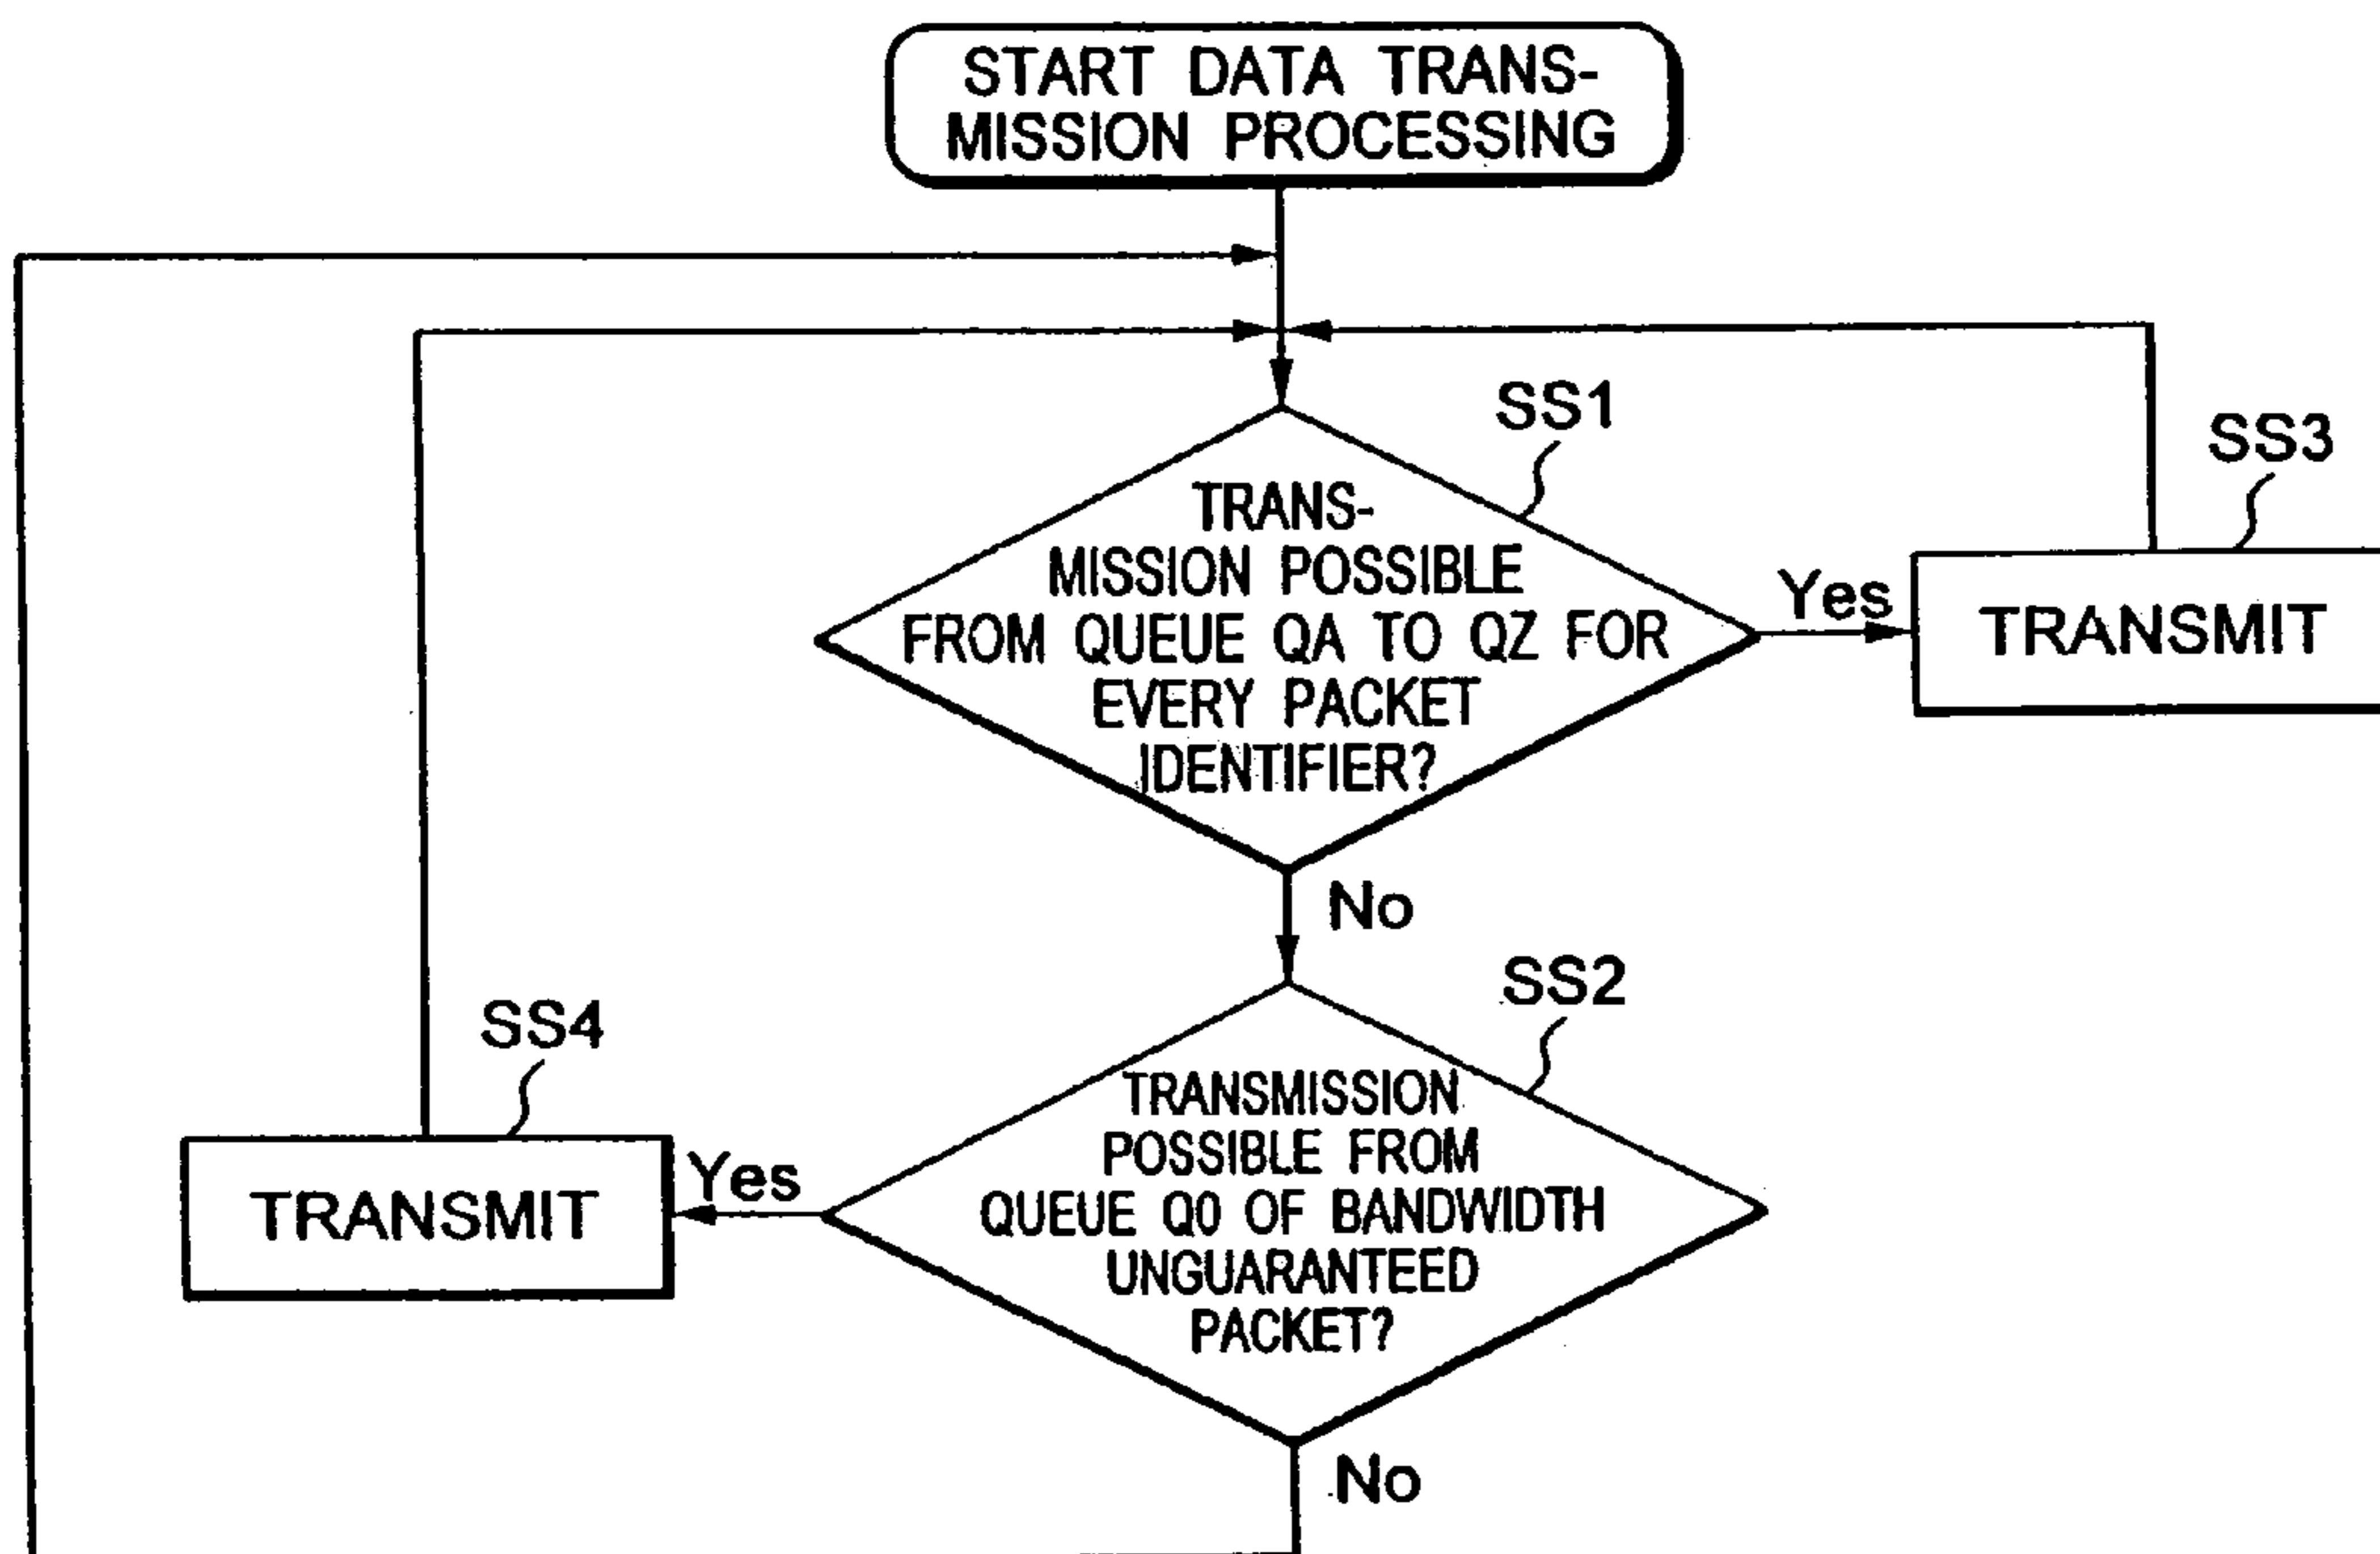 START DATA TRANS-
MISSION PROCESSING
SS1
SS3
TRANS-
MISSION POSSIBLE
FROM QUEUE QA TO QZ FOR
EVERY PACKET
IDENTIFIER?
Yes
TRANSMIT
No
SS2
SS4
TRANSMISSION
POSSIBLE FROM
QUEUE Q0 OF BANDWIDTH
UNGUARANTEED
PACKET?
Yes
TRANSMIT
No